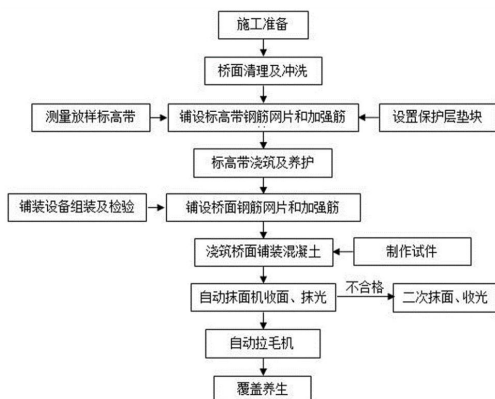 施工准备
桥面清理及冲洗
测量放样标高带
铺设标高带钢筋网片和加强筋
设置保护层垫块
标高带浇筑及养护
铺装设备组装及检验
铺设桥面钢筋网片和加强筋
浇筑桥面铺装混凝土
制作试件
自动抹面机收面、抹光
不合格
二次抹面、收光
自动拉毛机
覆盖养生